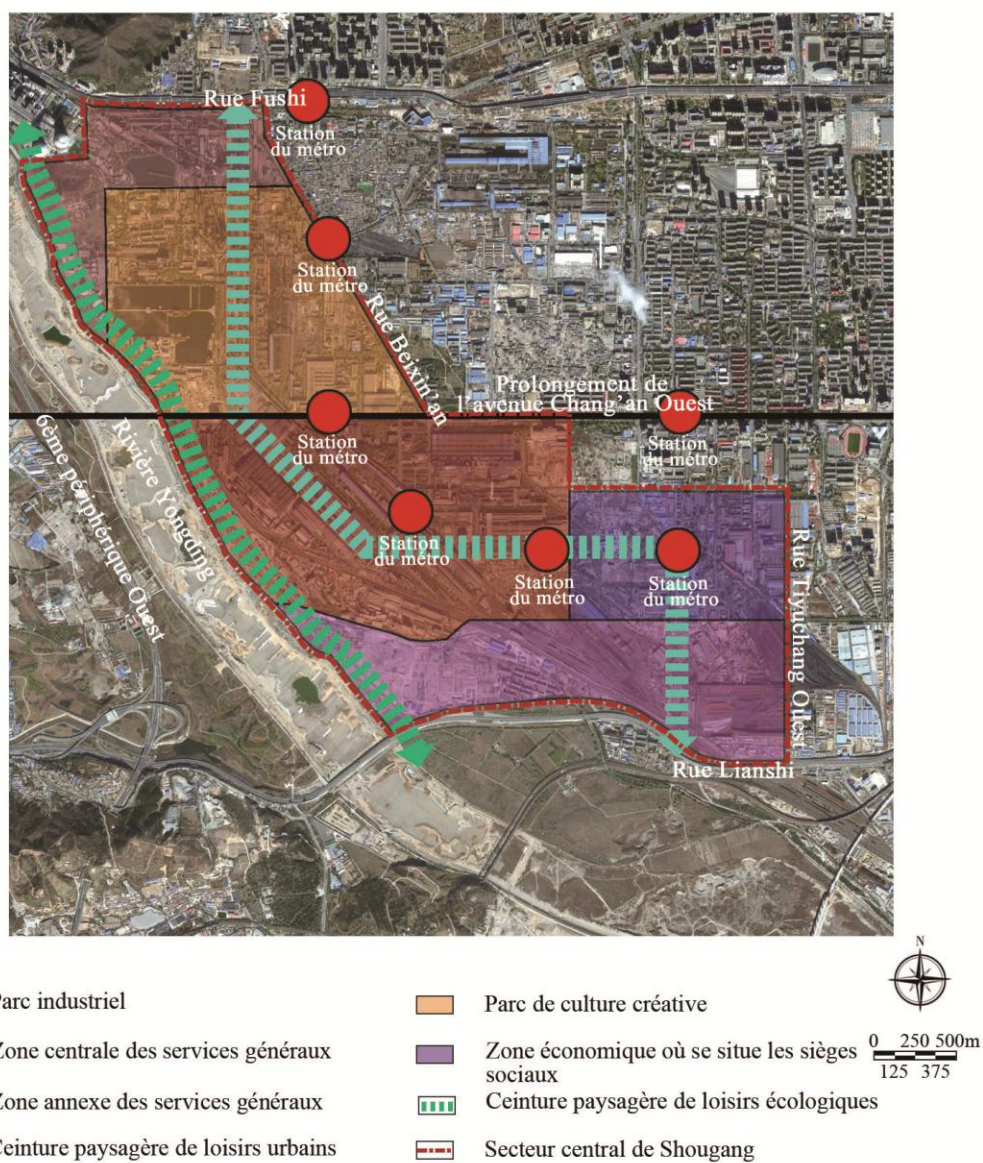 Rue Fushi
Station
du métro
Station
du métro
Rue Beixin'an
Prolongement de
l'avenue Chang'an Ouest
Station
du métro
Station
du métro
6ème périphérique Ouest
Rivière Yongding
Station
du métro
Station
du métro
Station
du métro
Rue Tiyuchang Ouest
Rue Lianshi
N
Parc industriel
Parc de culture créative
Zone centrale des services généraux
Zone économique où se situe les sièges
sociaux
0 250 500m
125 375
Zone annexe des services généraux
Ceinture paysagère de loisirs écologiques
Ceinture paysagère de loisirs urbains
Secteur central de Shougang